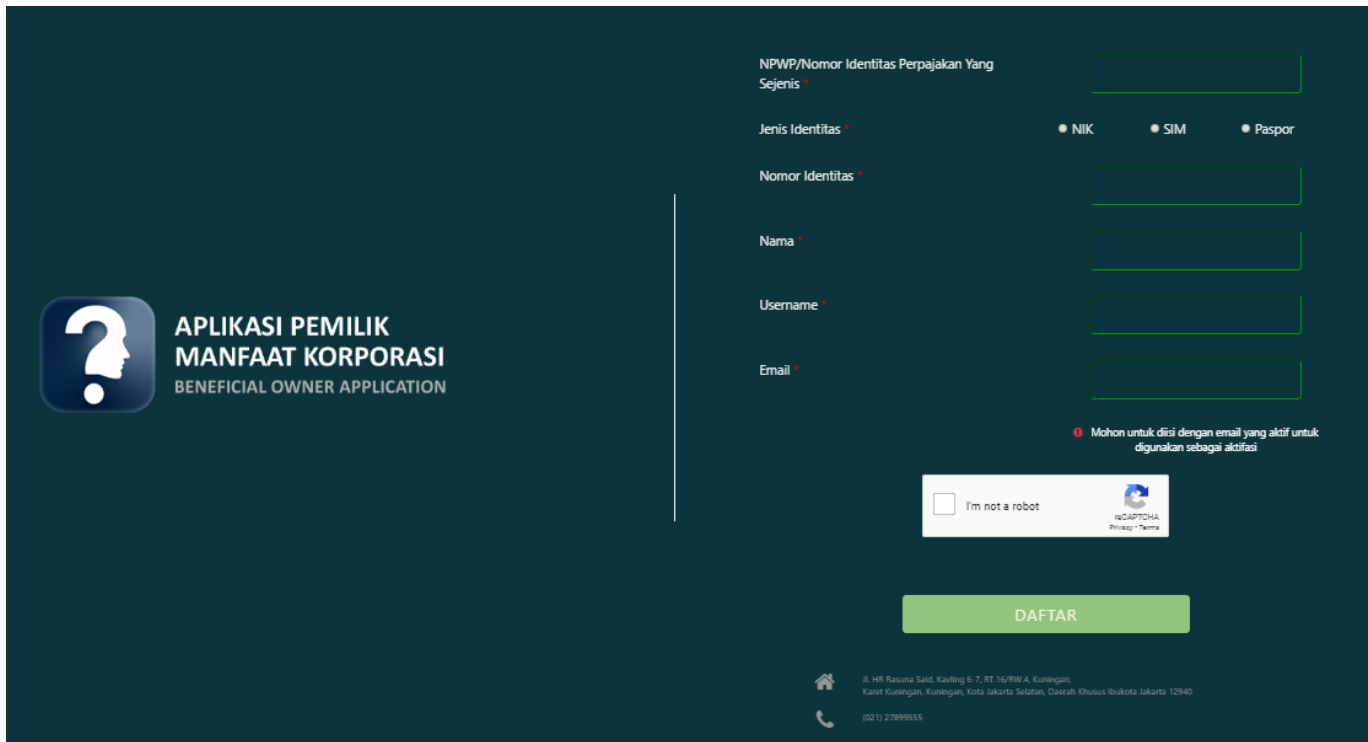 APLIKASI PEMILIK
MANFAAT KORPORASI
BENEFICIAL OWNER APPLICATION
NPWP/Nomor Identitas Perpajakan Yang
Sejenis *
Jenis Identitas *
NIK SIM Paspor
Nomor Identitas *
Nama *
Username *
Email *
Mohon untuk diisi dengan email yang aktif untuk
digunakan sebagai aktifasi
I'm not a robot
reCAPTCHA
Privacy - Terms
DAFTAR
Jl. HR Rasuna Said, Kavling 6-7, RT.16/RW.4, Kuningan,
Karet Kuningan, Kuningan, Kota Jakarta Selatan, Daerah Khusus Ibukota Jakarta 12940
(021) 27899555